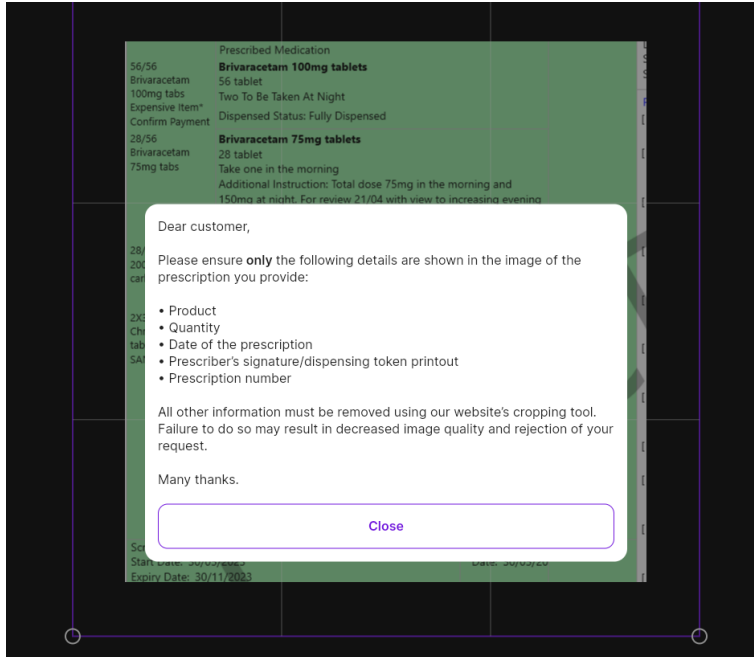 Prescribed Medication
56/56
Brivaracetam 100mg tablets
Brivaracetam
56 tablet
100mg tabs
Two To Be Taken At Night
Expensive Item*
Confirm Payment
Dispensed Status: Fully Dispensed
28/56
Brivaracetam 75mg tablets
Brivaracetam
28 tablet
75mg tabs
Take one in the morning
Additional Instruction: Total dose 75mg in the morning and
150mg at night. For review 21/04 with view to increasing evening
Dear customer,
Please ensure only the following details are shown in the image of the
prescription you provide:
• Product
• Quantity
• Date of the prescription
• Prescriber’s signature/dispensing token printout
• Prescription number
All other information must be removed using our website’s cropping tool.
Failure to do so may result in decreased image quality and rejection of your
request.
Many thanks.
Close
Start Date:
Date:
Expiry Date: 30/11/2023